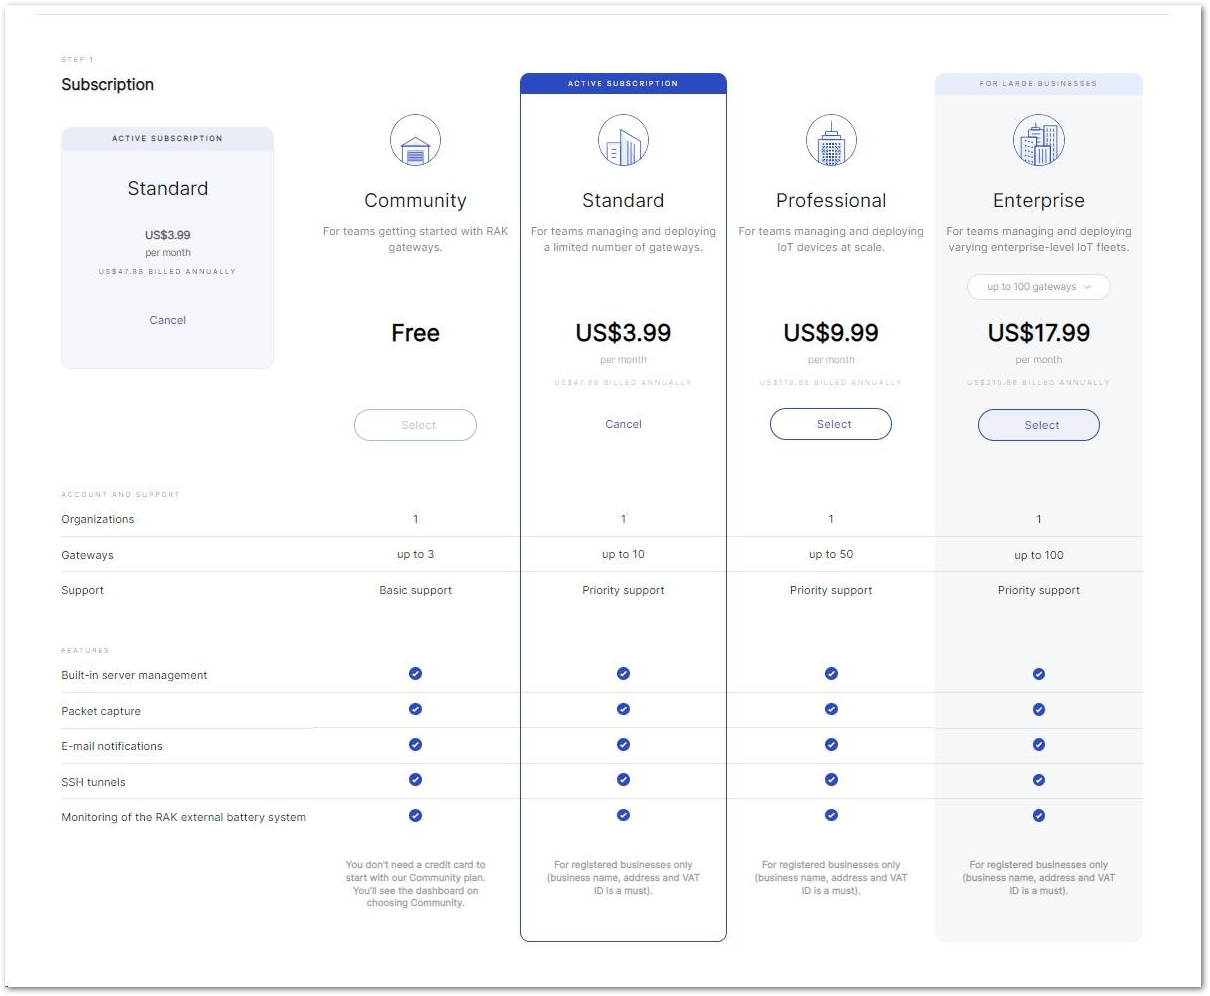 STEP 1
Subscription
ACTIVE SUBSCRIPTION
Standard
US$3.99
per month
US$47.88 BILLED ANNUALLY
Cancel
Community
For teams getting started with RAK
gateways.
Free
Select
ACTIVE SUBSCRIPTION
Standard
For teams managing and deploying
a limited number of gateways.
US$3.99
per month
US$47.88 BILLED ANNUALLY
Cancel
Professional
For teams managing and deploying
IoT devices at scale.
US$9.99
per month
US$119.88 BILLED ANNUALLY
Select
FOR LARGE BUSINESSES
Enterprise
For teams managing and deploying
varying enterprise-level IoT fleets.
up to 100 gateways
US$17.99
per month
US$215.88 BILLED ANNUALLY
Select
ACCOUNT AND SUPPORT
Organizations 1 1 1 1
Gateways up to 3 up to 10 up to 50 up to 100
Support Basic support Priority support Priority support Priority support
FEATURES
Built-in server management
Packet capture
E-mail notifications
SSH tunnels
Monitoring of the RAK external battery system
You don't need a credit card to
start with our Community plan.
You'll see the dashboard on
choosing Community.
For registered businesses only
(business name, address and VAT
ID is a must).
For registered businesses only
(business name, address and VAT
ID is a must).
For registered businesses only
(business name, address and VAT
ID is a must).